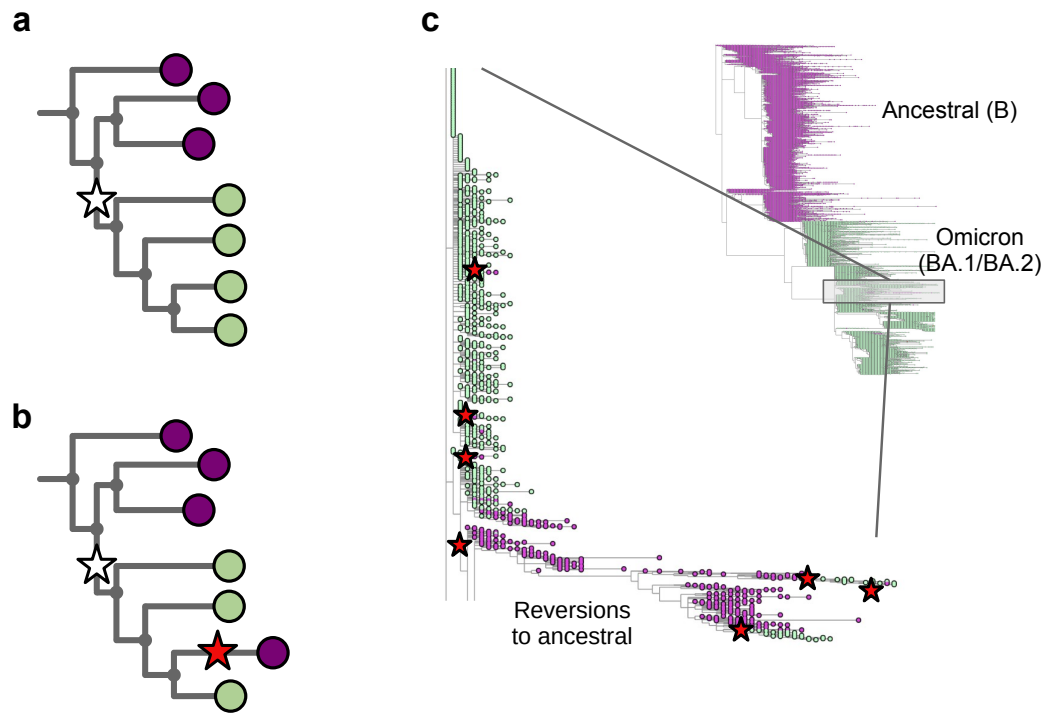 a
b
c
Ancestral (B)
Omicron
(BA.1/BA.2)
Reversions
to ancestral